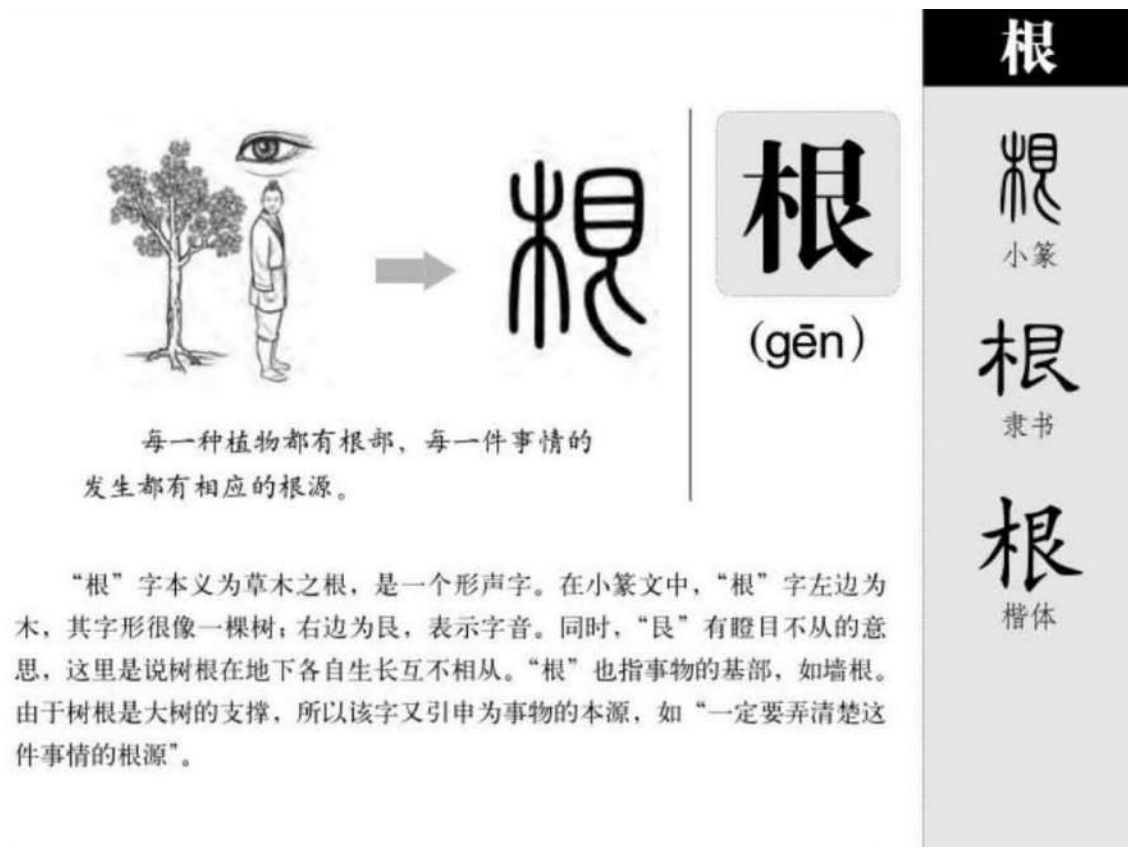 根
根
(gēn)
每一种植物都有根部，每一件事情的
发生都有相应的根源。
“根”字本义为草木之根，是一个形声字。在小篆文中，“根”字左边为
木，其字形很像一棵树；右边为艮，表示字音。同时，“艮”有瞪目不从的意
思，这里是说树根在地下各自生长互不相从。“根”也指事物的基部，如墙根。
由于树根是大树的支撑，所以该字又引申为事物的本源，如“一定要弄清楚这
件事情的根源”。
根
根
小篆
根
隶书
根
楷体